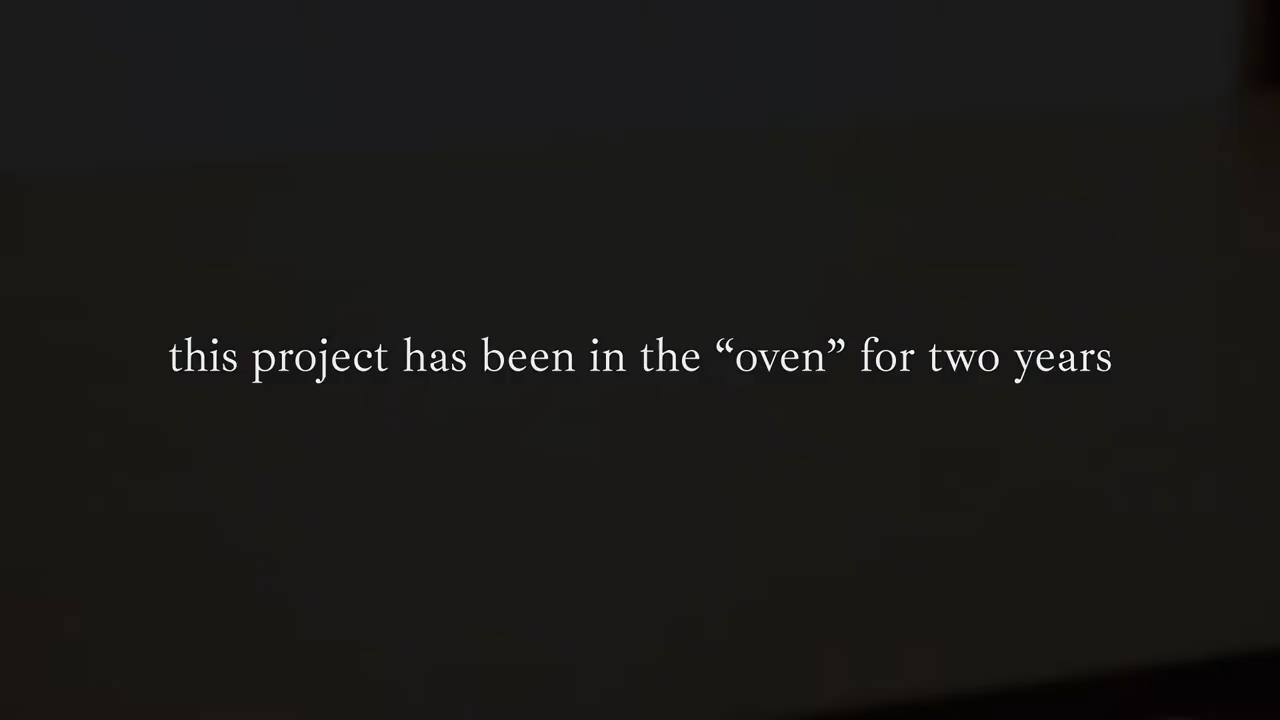 this project has been in the “oven” for two years